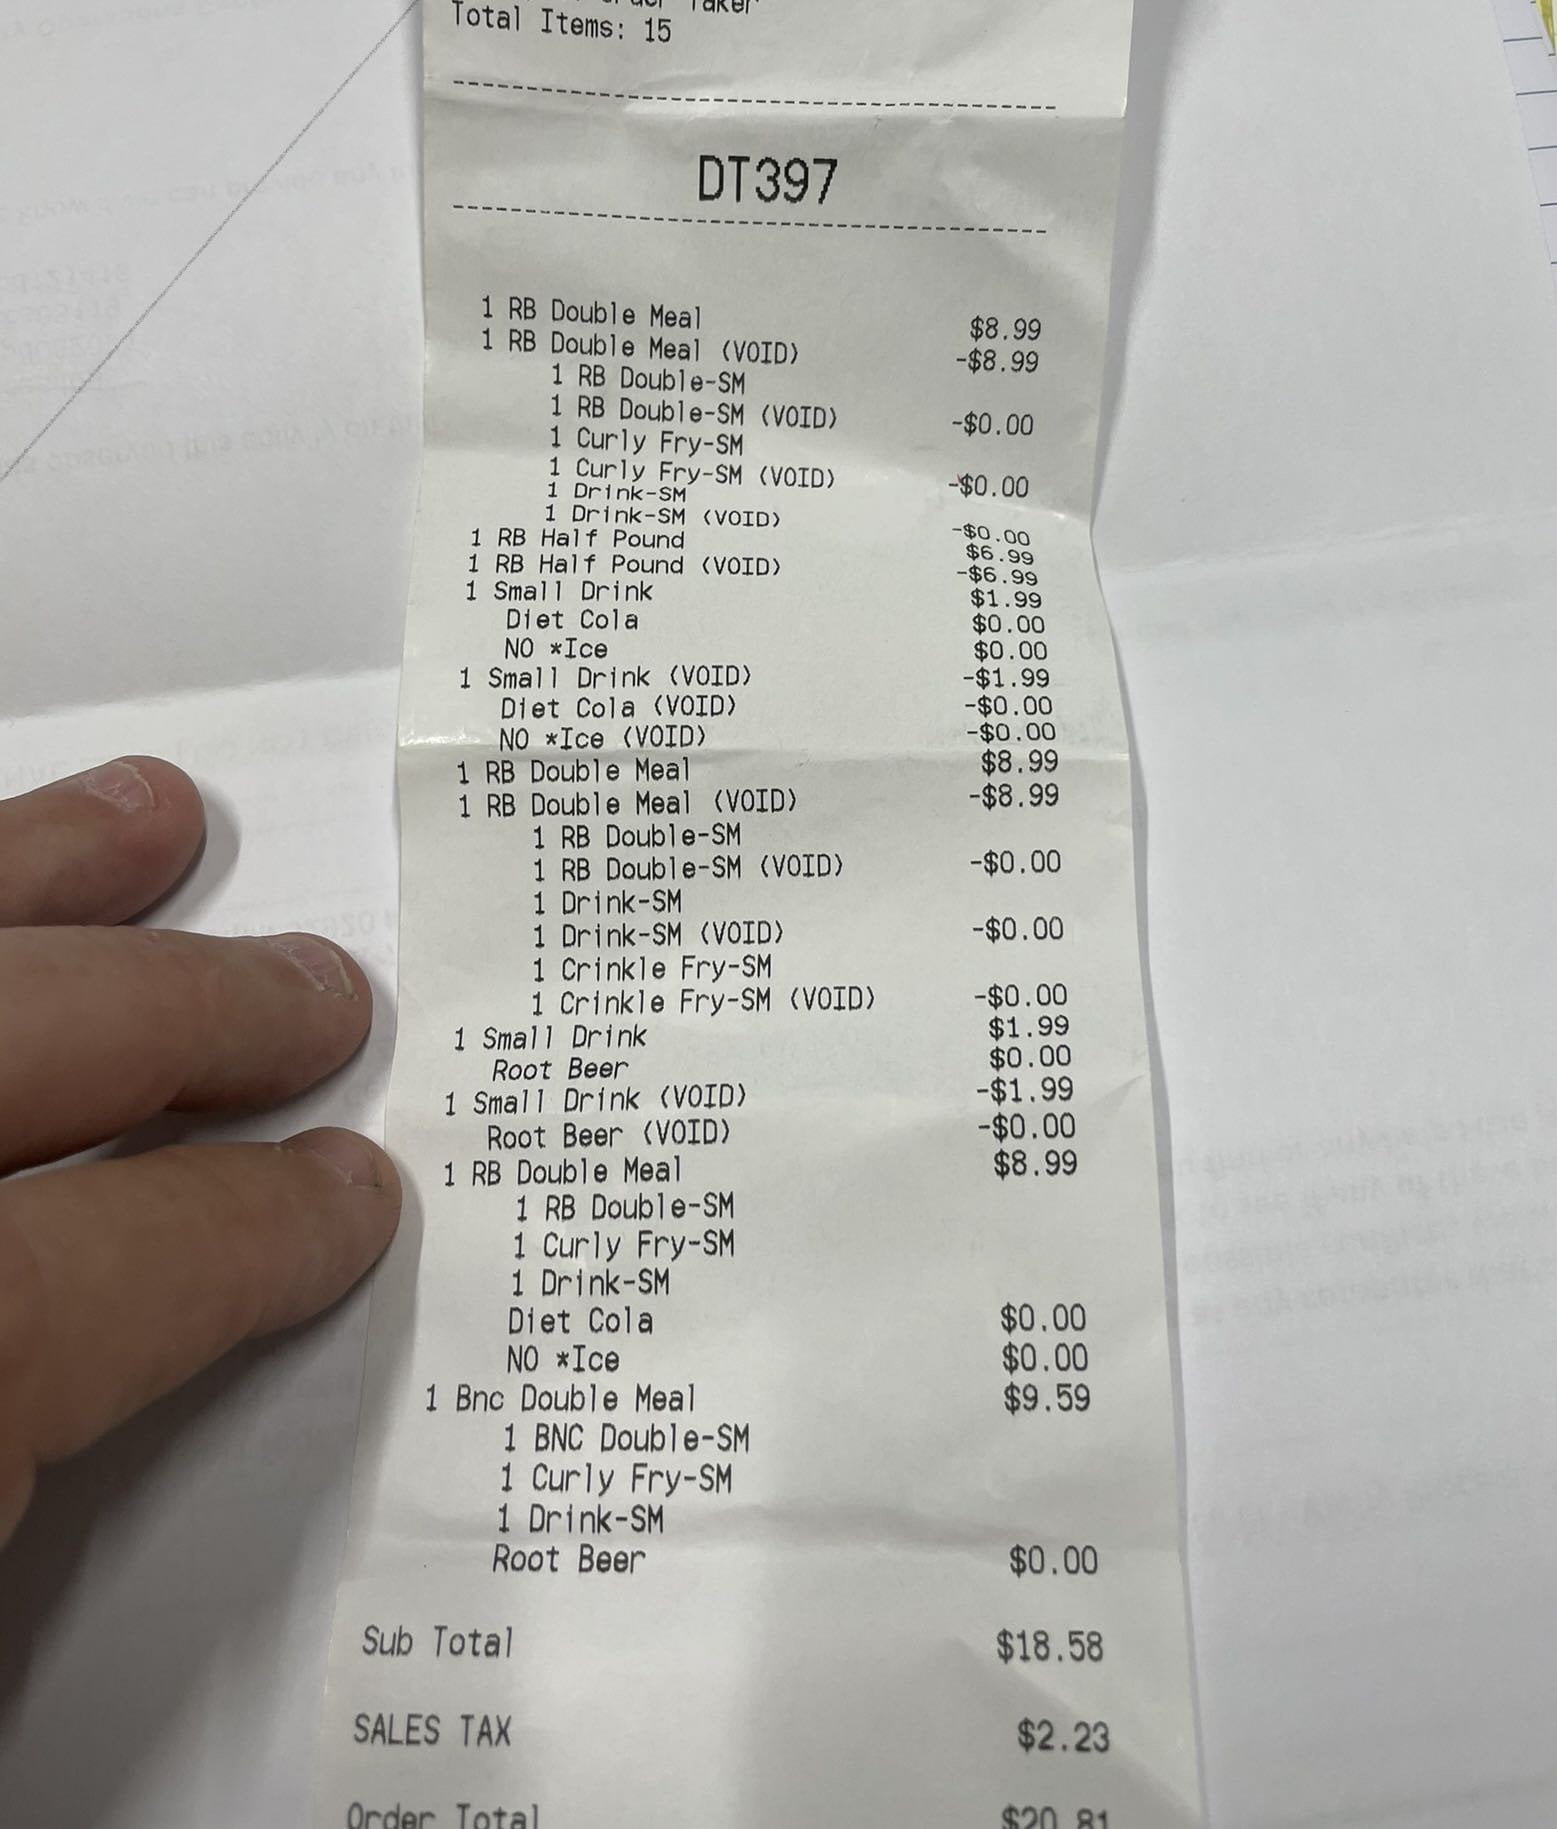 Taker
Total Items: 15
DT397
1 RB Double Meal $8.99
1 RB Double Meal (VOID) -$8.99
1 RB Double-SM
1 RB Double-SM (VOID) -$0.00
1 Curly Fry-SM
1 Curly Fry-SM (VOID) -$0.00
1 Drink-SM
1 Drink-SM (VOID) -$0.00
1 RB Half Pound $6.99
1 RB Half Pound (VOID) -$6.99
1 Small Drink $1.99
Diet Cola $0.00
NO *Ice $0.00
1 Small Drink (VOID) -$1.99
Diet Cola (VOID) -$0.00
NO *Ice (VOID) -$0.00
1 RB Double Meal $8.99
1 RB Double Meal (VOID) -$8.99
1 RB Double-SM
1 RB Double-SM (VOID) -$0.00
1 Drink-SM
1 Drink-SM (VOID) -$0.00
1 Crinkle Fry-SM
1 Crinkle Fry-SM (VOID) -$0.00
1 Small Drink $1.99
Root Beer $0.00
1 Small Drink (VOID) -$1.99
Root Beer (VOID) -$0.00
1 RB Double Meal $8.99
1 RB Double-SM
1 Curly Fry-SM
1 Drink-SM
Diet Cola $0.00
NO *Ice $0.00
1 Bnc Double Meal $9.59
1 BNC Double-SM
1 Curly Fry-SM
1 Drink-SM
Root Beer $0.00
Sub Total $18.58
SALES TAX $2.23
Order Total $20.81